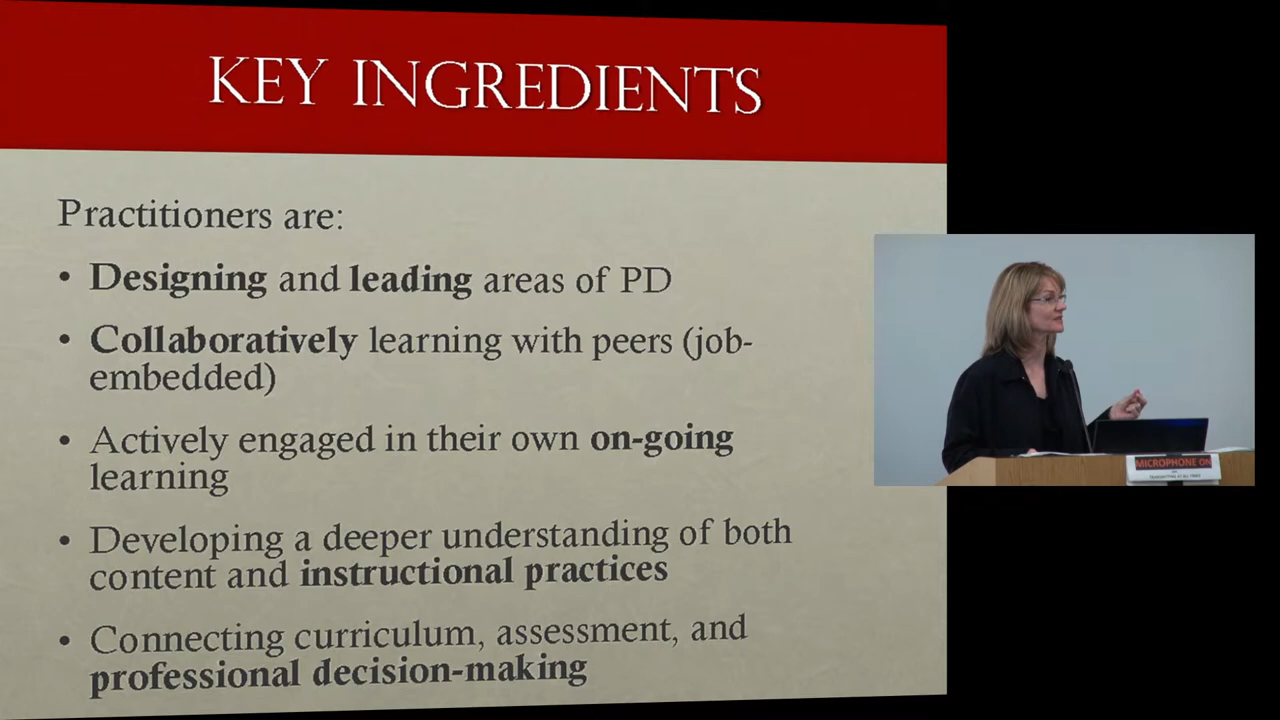 KEY INGREDIENTS
Practitioners are:
• Designing and leading areas of PD
• Collaboratively learning with peers (job-
embedded)
• Actively engaged in their own on-going
learning
• Developing a deeper understanding of both
content and instructional practices
• Connecting curriculum, assessment, and
professional decision-making
MICROPHONE ON